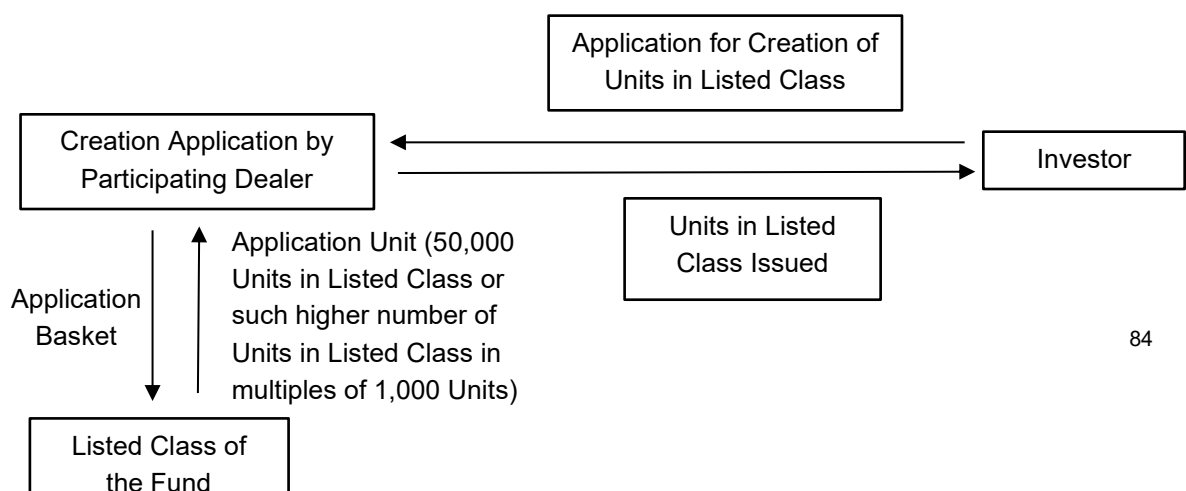 Application for Creation of
Units in Listed Class
Creation Application by
Participating Dealer
Investor
Units in Listed
Class Issued
Application
Basket
Application Unit (50,000
Units in Listed Class or
such higher number of
Units in Listed Class in
multiples of 1,000 Units)
84
Listed Class of
the Fund